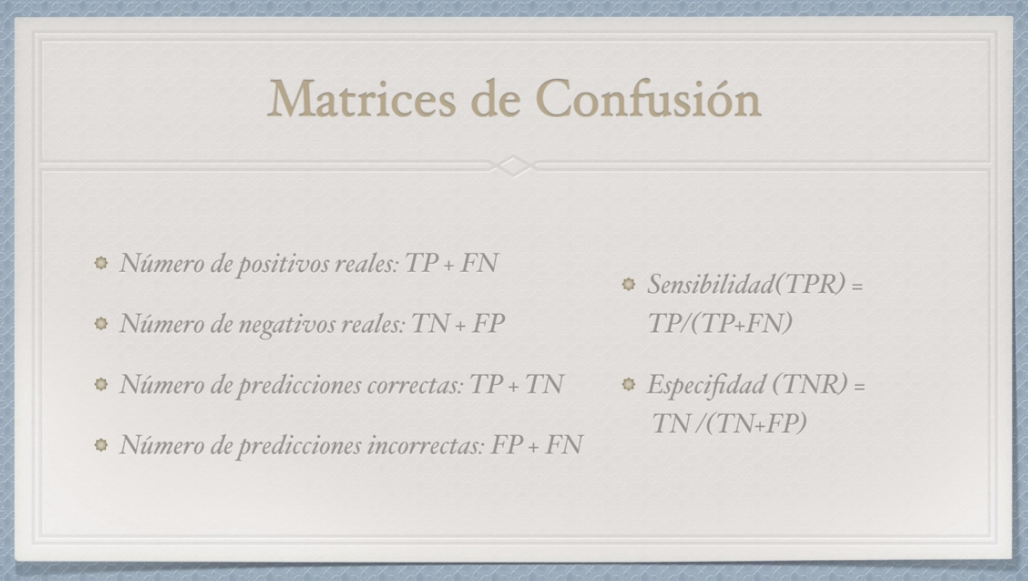 Matrices de Confusión
Número de positivos reales: TP + FN
Número de negativos reales: TN + FP
Número de predicciones correctas: TP + TN
Número de predicciones incorrectas: FP + FN
Sensibilidad(TPR) =
TP/(TP+FN)
Especifidad (TNR) =
TN /(TN+FP)